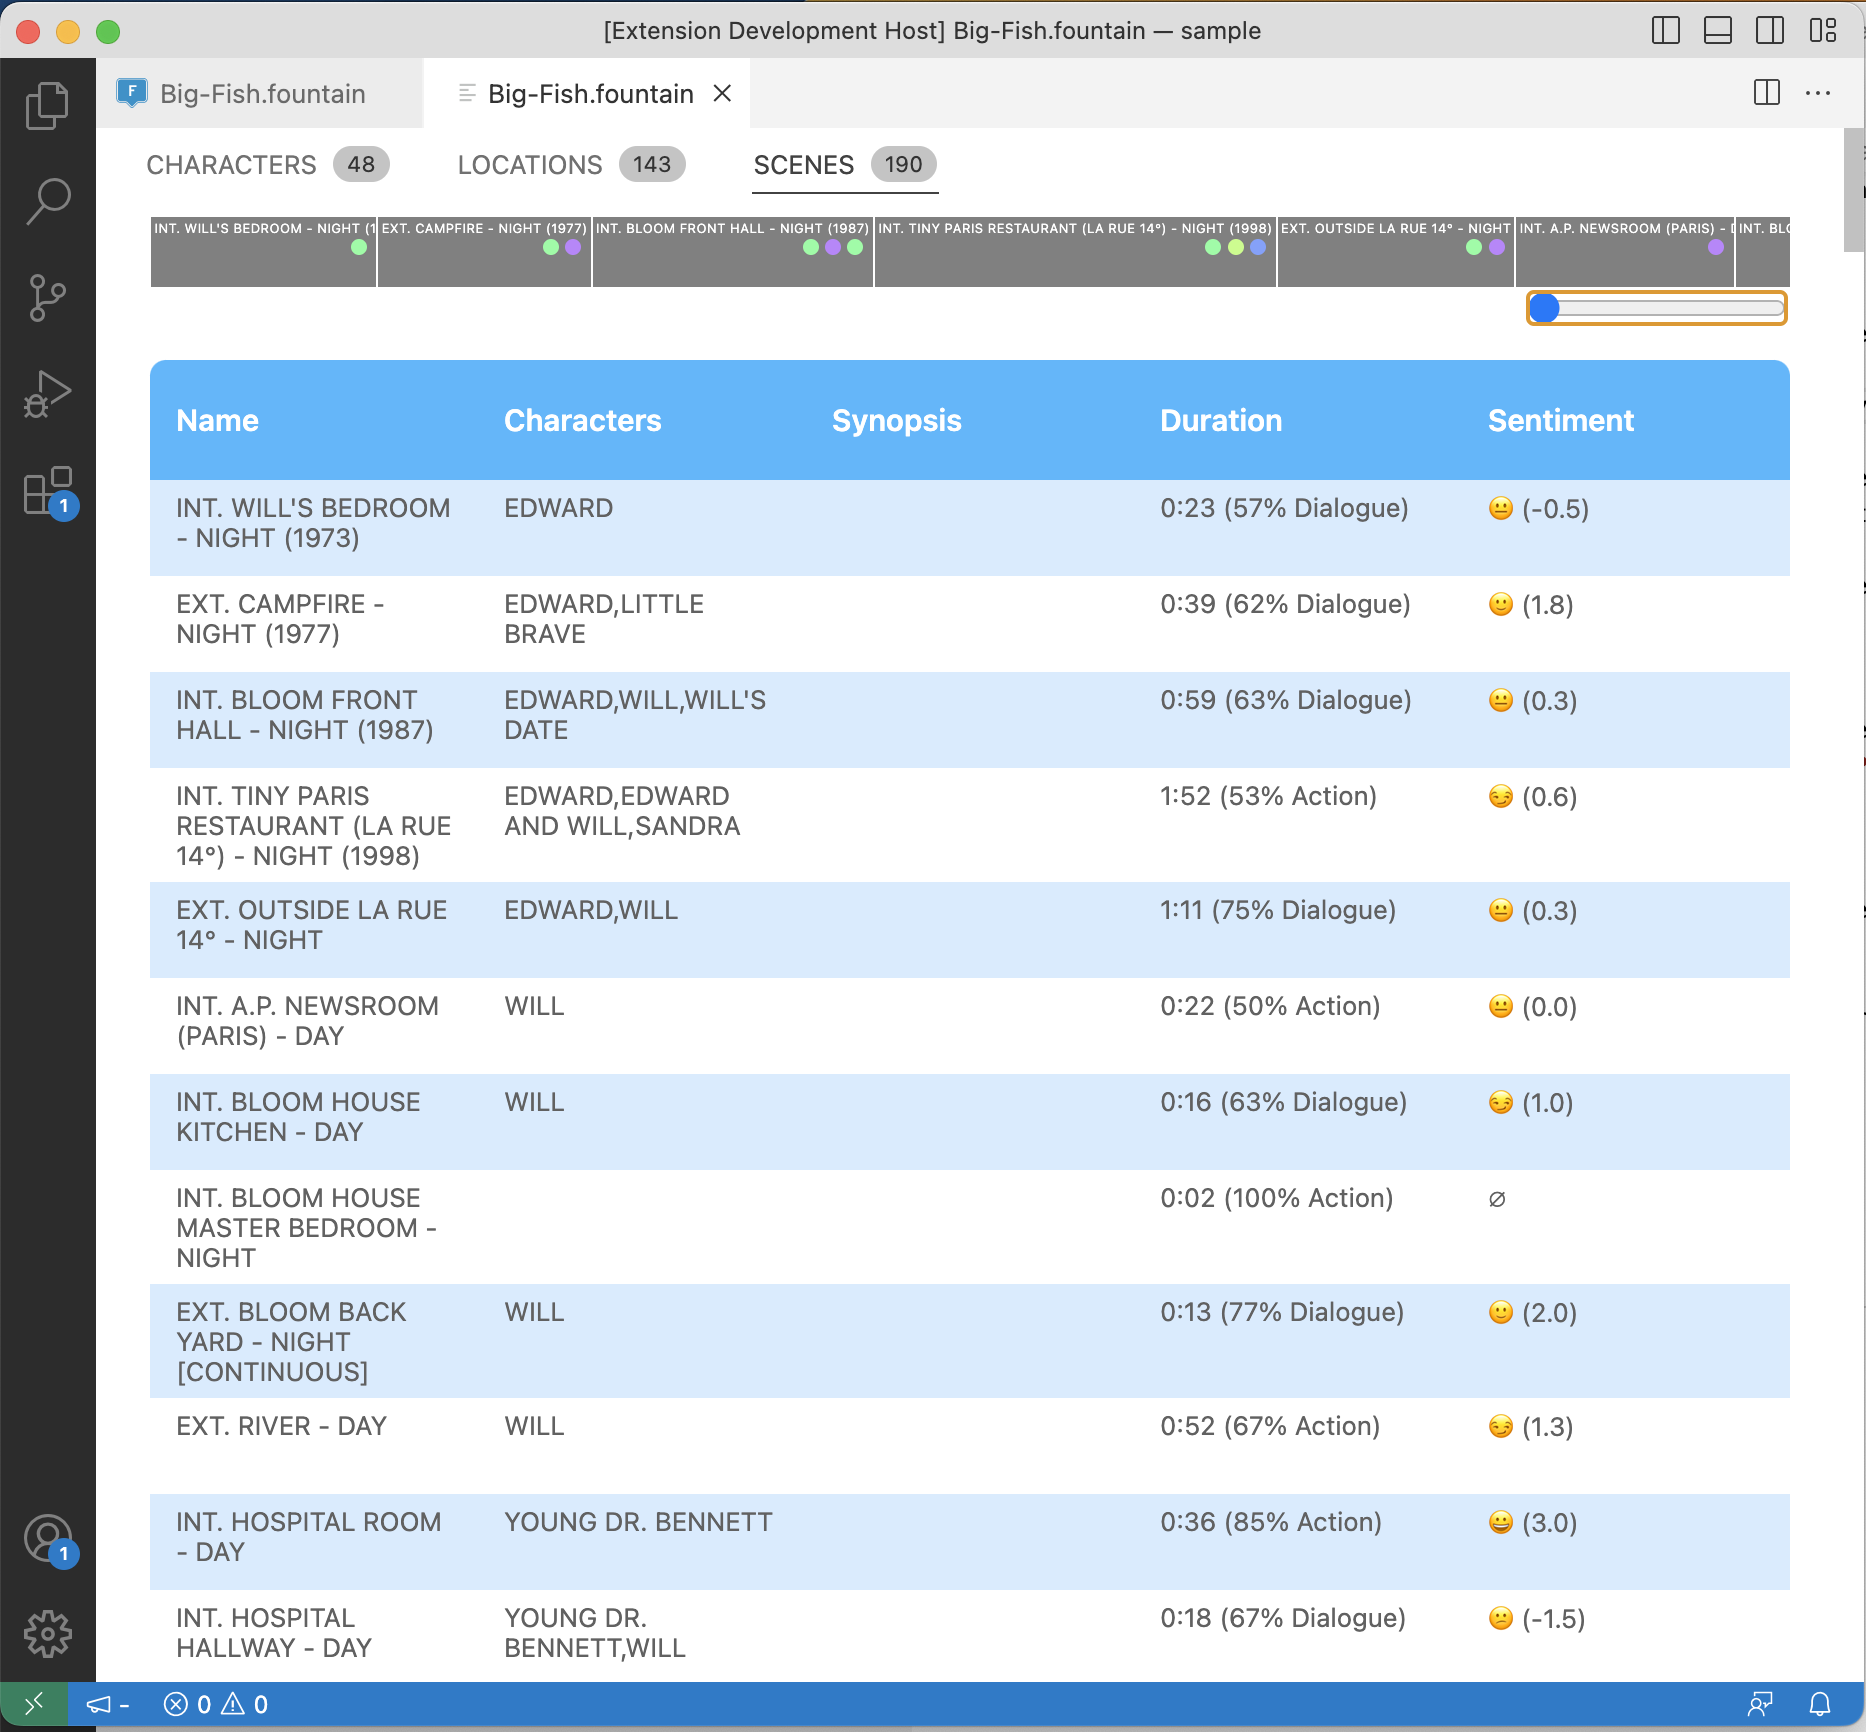 [Extension Development Host] Big-Fish.fountain — sample
F Big-Fish.fountain
Big-Fish.fountain
CHARACTERS 48 LOCATIONS 143 SCENES 190
INT. WILL'S BEDROOM - NIGHT (1
EXT. CAMPFIRE - NIGHT (1977)
INT. BLOOM FRONT HALL - NIGHT (1987)
INT. TINY PARIS RESTAURANT (LA RUE 14°) - NIGHT (1998)
EXT. OUTSIDE LA RUE 14° - NIGHT
INT. A.P. NEWSROOM (PARIS) -
INT.
Name Characters Synopsis Duration Sentiment
INT. WILL'S BEDROOM EDWARD 0:23 (57% Dialogue) 😐 (-0.5)
- NIGHT (1973)
EXT. CAMPFIRE - EDWARD,LITTLE 0:39 (62% Dialogue) 🙂 (1.8)
NIGHT (1977) BRAVE
INT. BLOOM FRONT EDWARD,WILL,WILL'S 0:59 (63% Dialogue) 😐 (0.3)
HALL - NIGHT (1987) DATE
INT. TINY PARIS EDWARD,EDWARD 1:52 (53% Action) 😏 (0.6)
RESTAURANT (LA RUE AND WILL,SANDRA
14°) - NIGHT (1998)
EXT. OUTSIDE LA RUE EDWARD,WILL 1:11 (75% Dialogue) 😐 (0.3)
14° - NIGHT
INT. A.P. NEWSROOM WILL 0:22 (50% Action) 😐 (0.0)
(PARIS) - DAY
INT. BLOOM HOUSE WILL 0:16 (63% Dialogue) 😏 (1.0)
KITCHEN - DAY
INT. BLOOM HOUSE 0:02 (100% Action) ∅
MASTER BEDROOM -
NIGHT
EXT. BLOOM BACK WILL 0:13 (77% Dialogue) 🙂 (2.0)
YARD - NIGHT
[CONTINUOUS]
EXT. RIVER - DAY WILL 0:52 (67% Action) 😏 (1.3)
INT. HOSPITAL ROOM YOUNG DR. BENNETT 0:36 (85% Action) 😀 (3.0)
- DAY
INT. HOSPITAL YOUNG DR. 0:18 (67% Dialogue) 😕 (-1.5)
HALLWAY - DAY BENNETT,WILL
1
1
- 0 0